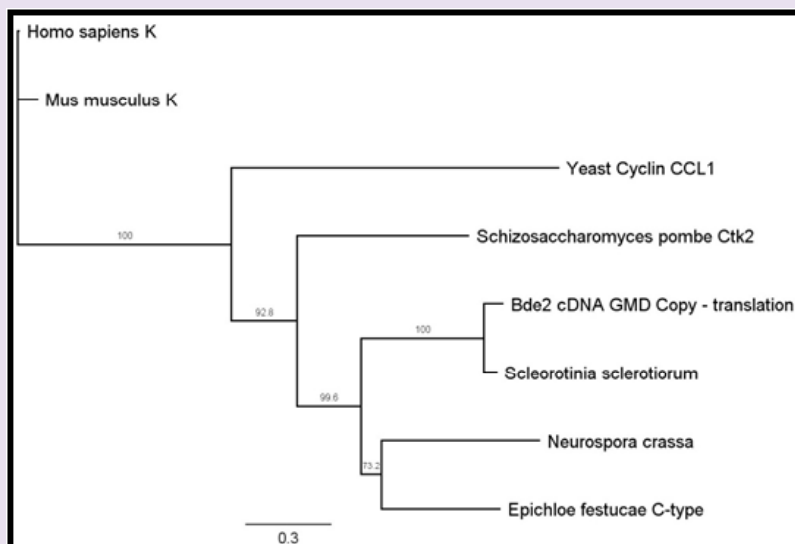 Homo sapiens K
Mus musculus K
Yeast Cyclin CCL1
100
Schizosaccharomyces pombe Ctk2
92.8
Bde2 cDNA GMD Copy - translation
100
Scleorotinia sclerotiorum
99.6
Neurospora crassa
73.2
Epichloe festucae C-type
0.3